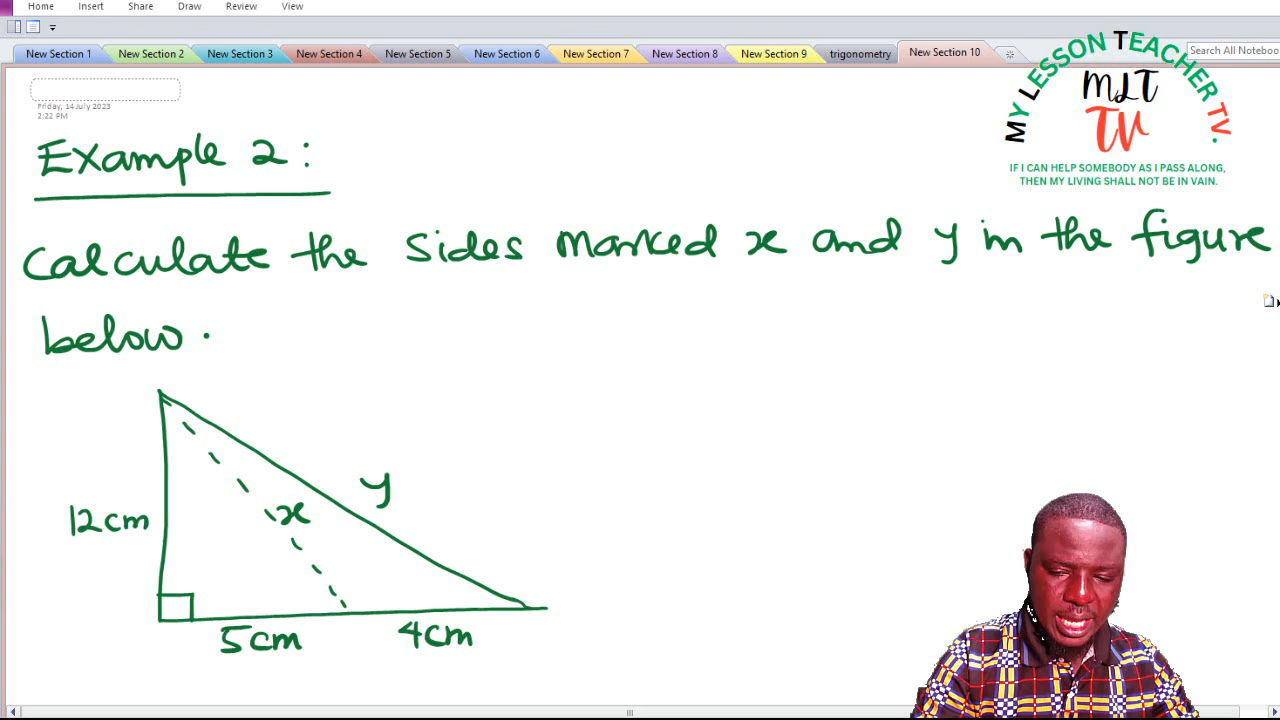 Home Insert Share Draw Review View
New Section 1 New Section 2 New Section 3 New Section 4 New Section 5 New Section 6 New Section 7 New Section 8 New Section 9 trigonometry New Section 10
Search All Noteboo
MY LESSON TEACHER TV.
MLT
TV
IF I CAN HELP SOMEBODY AS I PASS ALONG,
THEN MY LIVING SHALL NOT BE IN VAIN.
Friday, 14 July 2023
2:22 PM
Example 2:
Calculate the sides marked x and y in the figure
below.
y
12cm
x
5cm 4cm